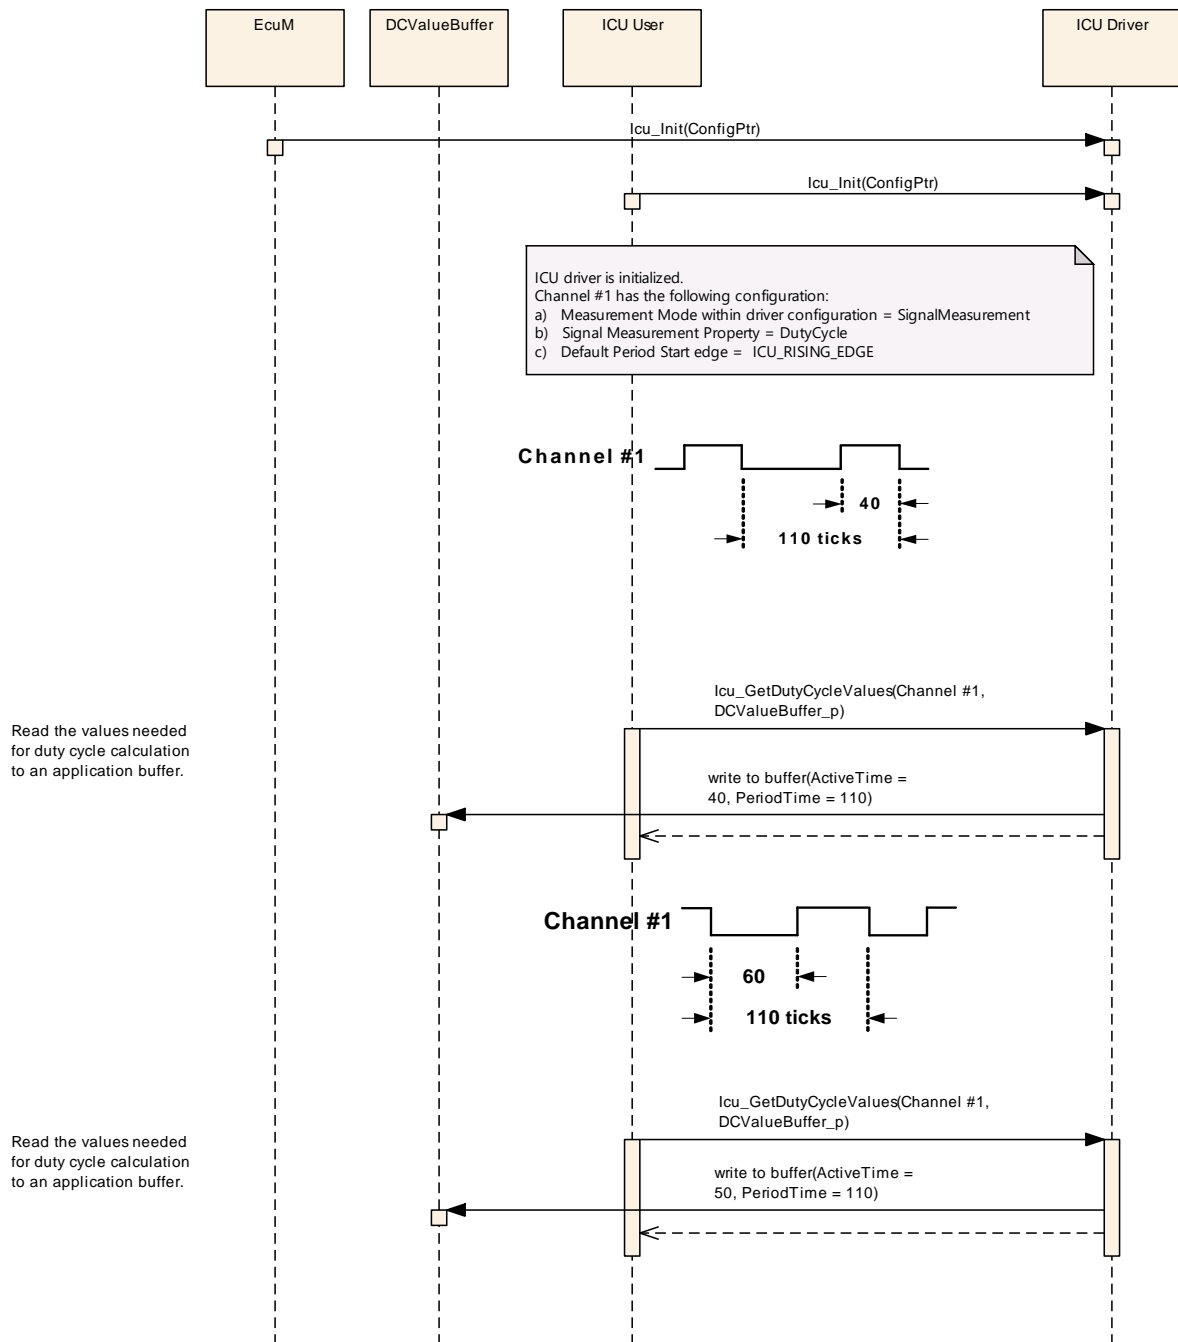 EcuM
DCValueBuffer
ICU User
ICU Driver
Icu_Init(ConfigPtr)
Icu_Init(ConfigPtr)
ICU driver is initialized.
Channel #1 has the following configuration:
a) Measurement Mode within driver configuration = SignalMeasurement
b) Signal Measurement Property = DutyCycle
c) Default Period Start edge = ICU_RISING_EDGE
Channel #1
40
110 ticks
Icu_GetDutyCycleValues(Channel #1,
DCValueBuffer_p)
Read the values needed
for duty cycle calculation
to an application buffer.
write to buffer(ActiveTime =
40, PeriodTime = 110)
Channel #1
60
110 ticks
Icu_GetDutyCycleValues(Channel #1,
DCValueBuffer_p)
Read the values needed
for duty cycle calculation
to an application buffer.
write to buffer(ActiveTime =
50, PeriodTime = 110)